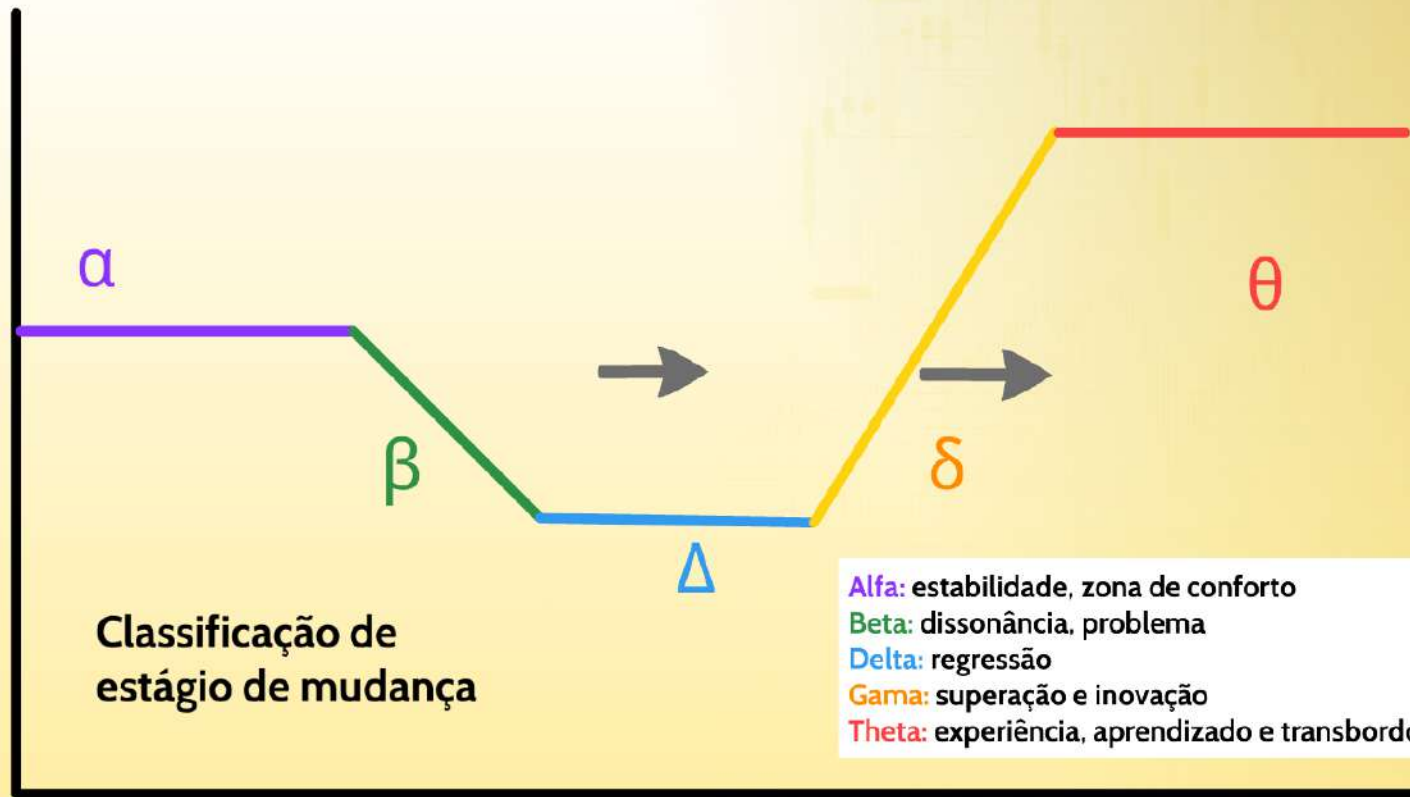 α
θ
β
δ
Δ
Classificação de
estágio de mudança
Alfa: estabilidade, zona de conforto
Beta: dissonância, problema
Delta: regressão
Gama: superação e inovação
Theta: experiência, aprendizado e transbordo